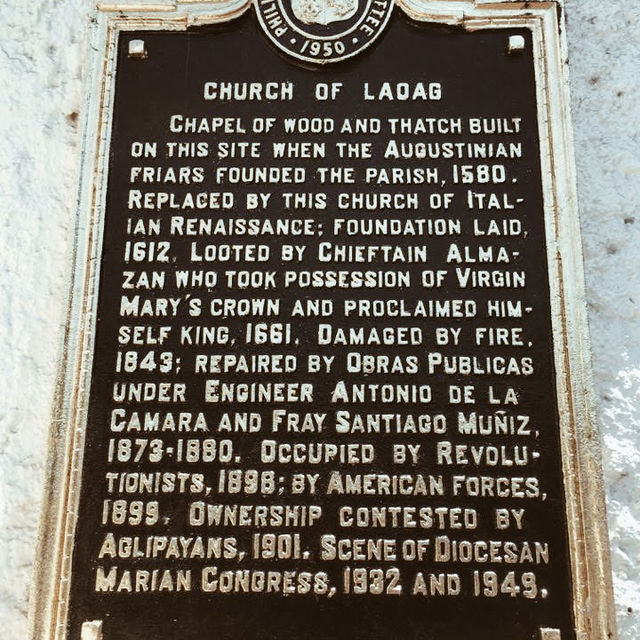 PHIL TTEE
• 1950 •
CHURCH OF LAOAG
CHAPEL OF WOOD AND THATCH BUILT
ON THIS SITE WHEN THE AUGUSTINIAN
FRIARS FOUNDED THE PARISH, 1580.
REPLACED BY THIS CHURCH OF ITAL-
IAN RENAISSANCE; FOUNDATION LAID,
1612. LOOTED BY CHIEFTAIN ALMA-
ZAN WHO TOOK POSSESSION OF VIRGIN
MARY'S CROWN AND PROCLAIMED HIM-
SELF KING, 1661. DAMAGED BY FIRE,
1843; REPAIRED BY OBRAS PUBLICAS
UNDER ENGINEER ANTONIO DE LA
CAMARA AND FRAY SANTIAGO MUÑIZ,
1873-1880. OCCUPIED BY REVOLU-
TIONISTS, 1898; BY AMERICAN FORCES,
1899. OWNERSHIP CONTESTED BY
AGLIPAYANS, 1901. SCENE OF DIOCESAN
MARIAN CONGRESS, 1932 AND 1949.